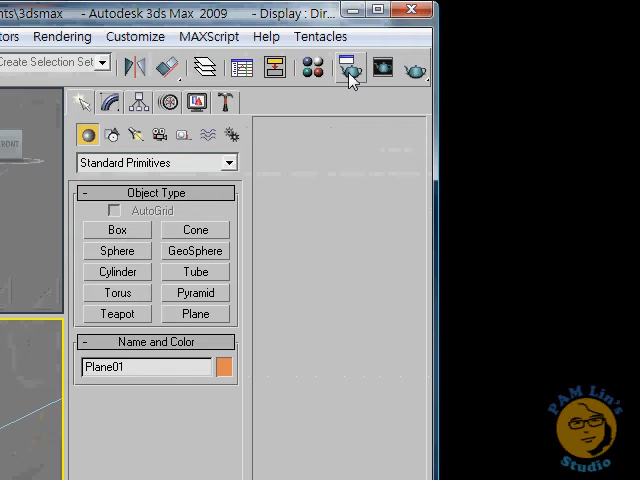 nts\3dsmax - Autodesk 3ds Max 2009 - Display : Dir...
tors Rendering Customize MAXScript Help Tentacles
Create Selection Set
RONT
Standard Primitives
- Object Type
AutoGrid
Box Cone
Sphere GeoSphere
Cylinder Tube
Torus Pyramid
Teapot Plane
- Name and Color
Plane01
PAM Lin's
Studio